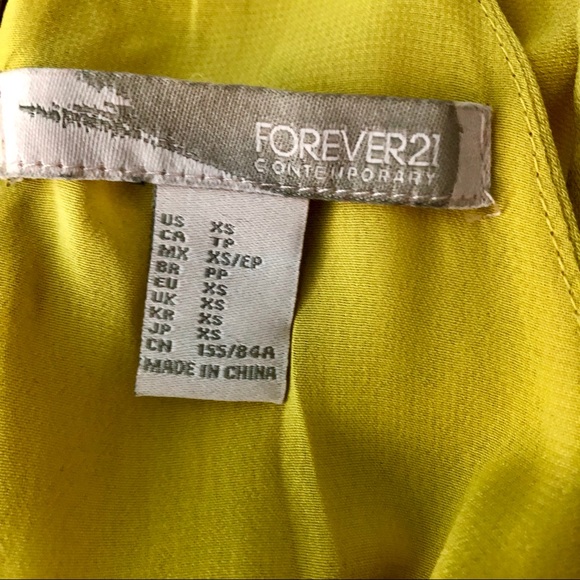 FOREVER21
CONTEMPORARY
US XS
CA TP
MX XS/EP
BR PP
EU XS
UK XS
KR XS
JP XS
CN 155/84A
MADE IN CHINA